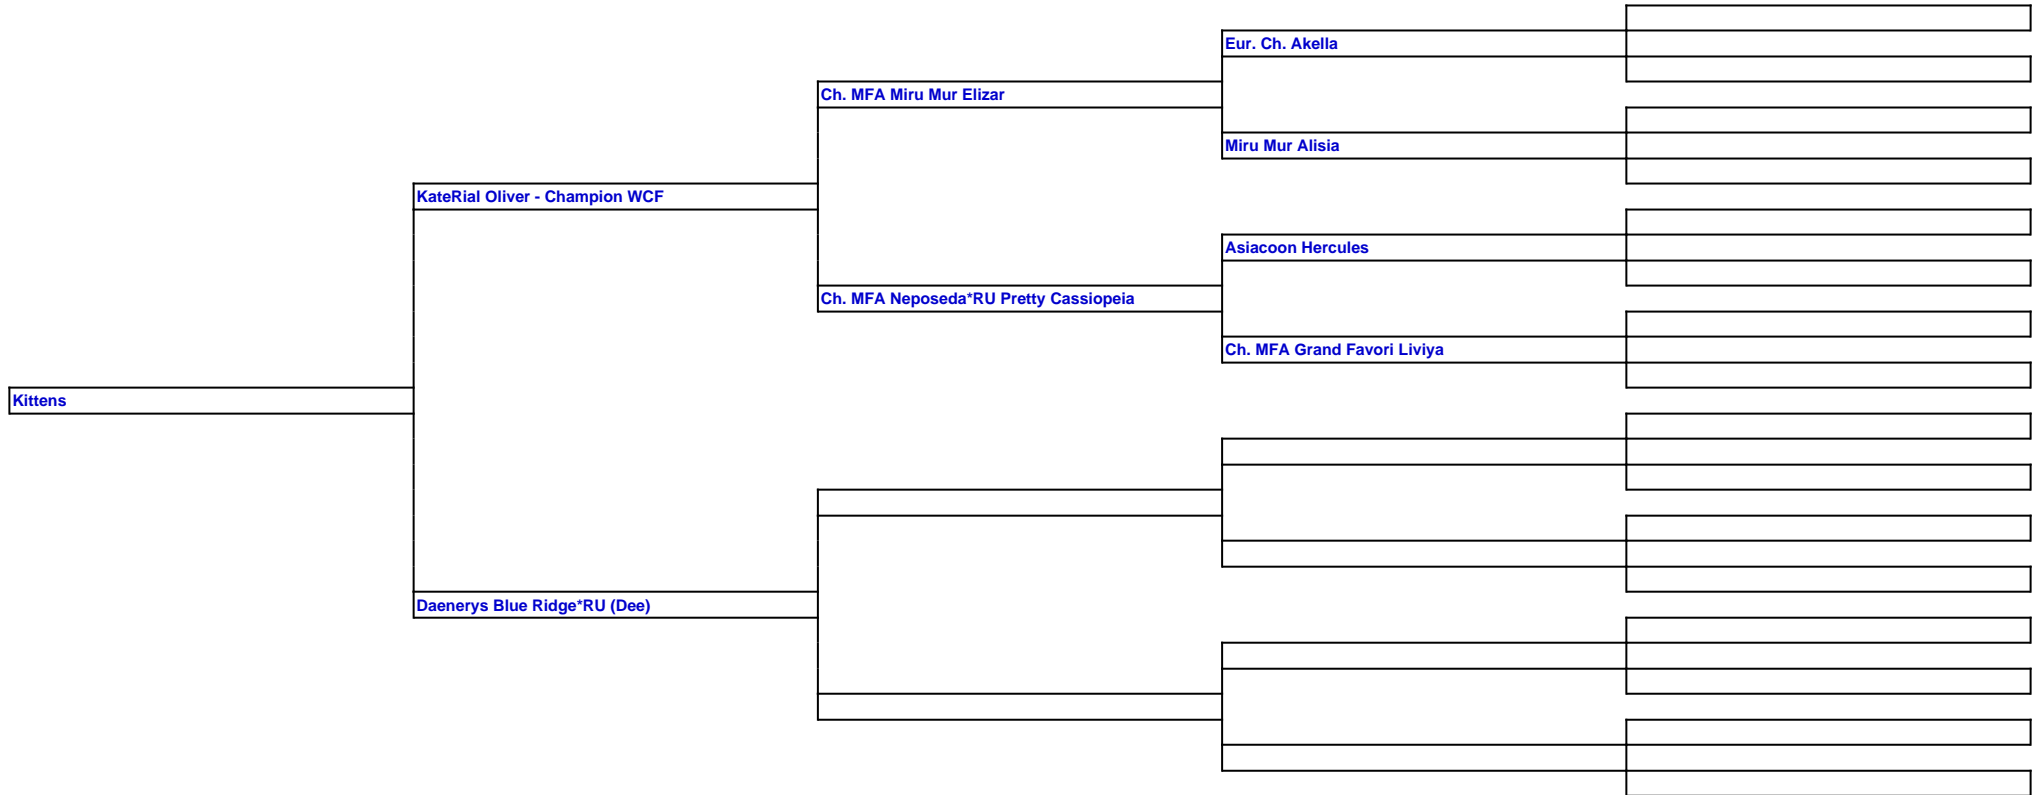 Eur. Ch. Akella
Ch. MFA Miru Mur Elizar
Miru Mur Alisia
KateRial Oliver - Champion WCF
Asiacoon Hercules
Ch. MFA Neposeda*RU Pretty Cassiopeia
Ch. MFA Grand Favori Liviya
Kittens
Daenerys Blue Ridge*RU (Dee)